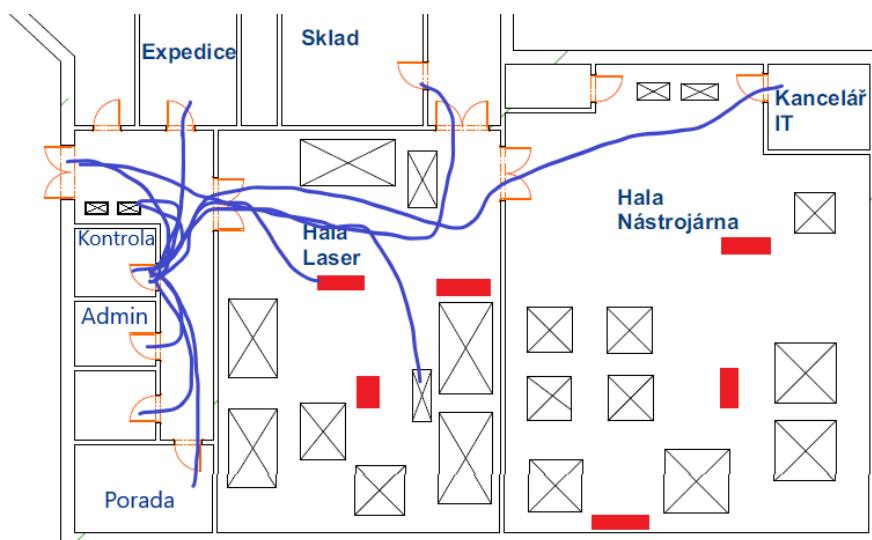 Sklad
Expedice
Kancelář
IT
Hala
Nástrojárna
Kontrola
Hala
Laser
Admin
Porada